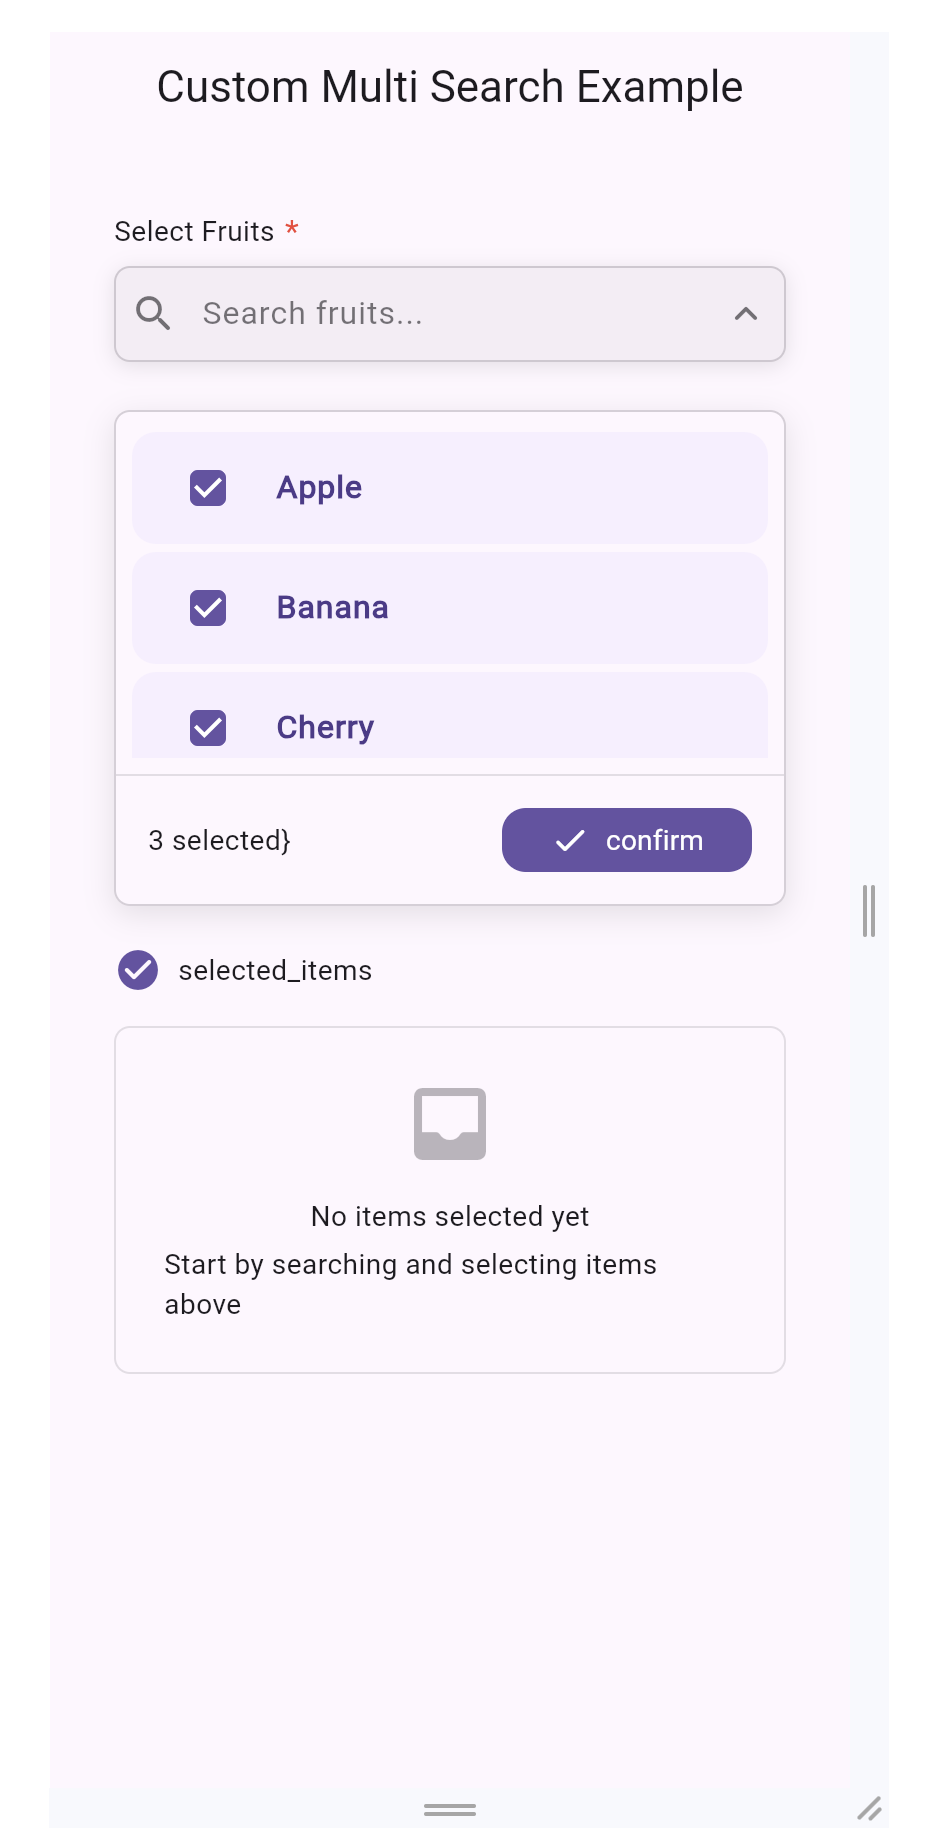 Custom Multi Search Example
Select Fruits *
Search fruits...
Apple
Banana
Cherry
3 selected}
confirm
selected_items
No items selected yet
Start by searching and selecting items
above